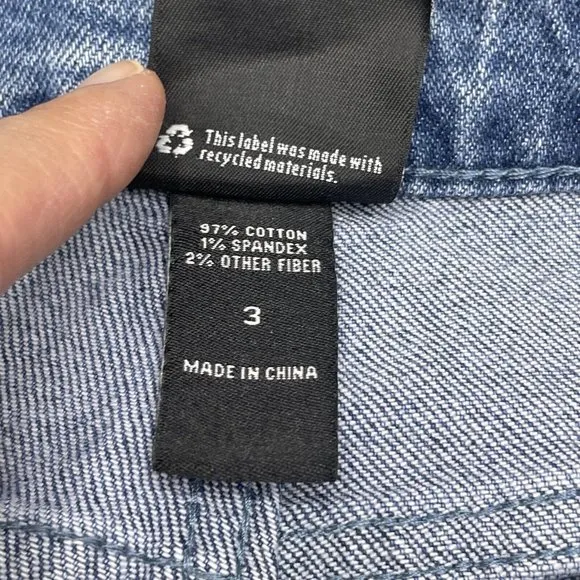 This label was made with
recycled materials.
97% COTTON
1% SPANDEX
2% OTHER FIBER
3
MADE IN CHINA